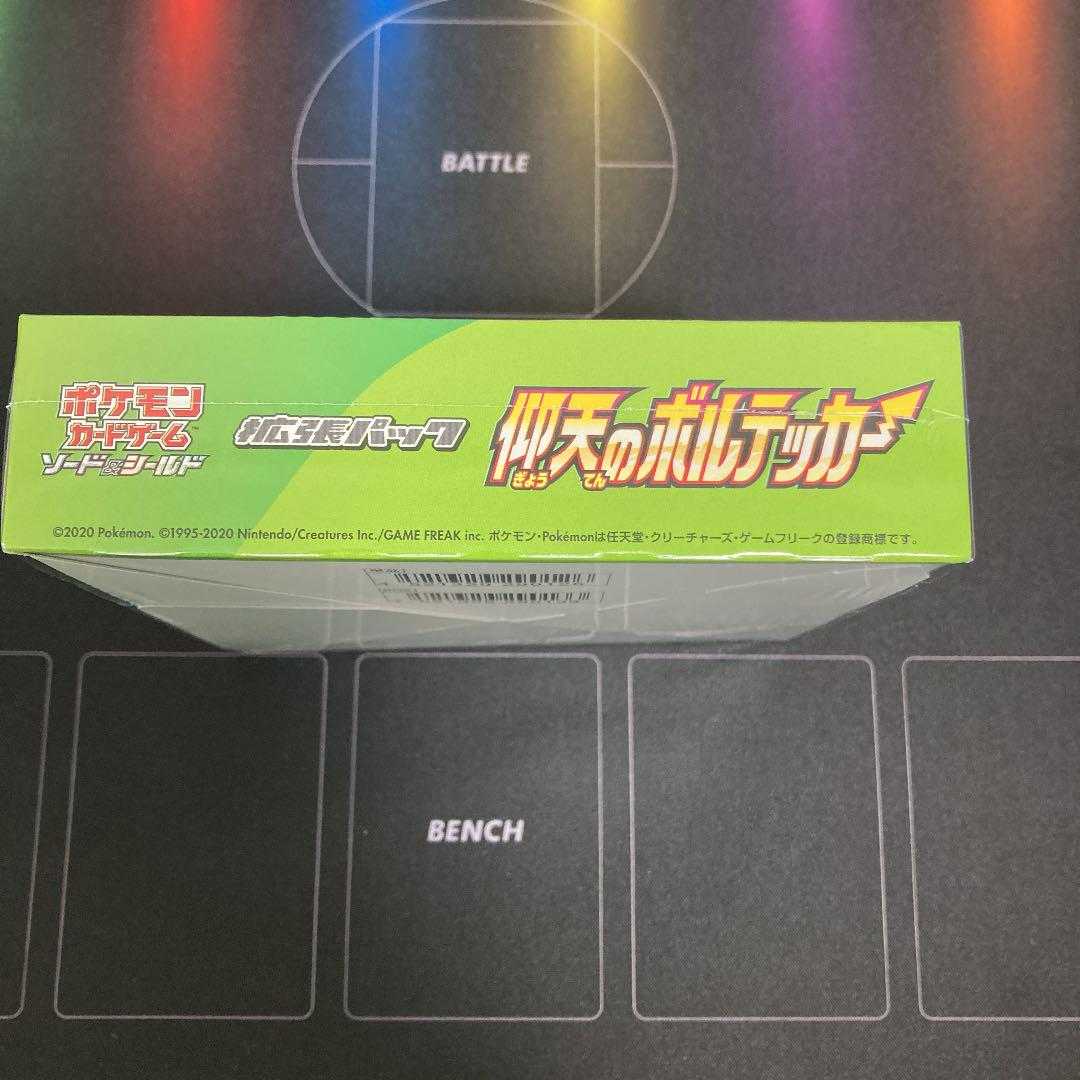 BATTLE
ポケモン
カードゲーム™
ソード&シールド
拡張パック
仰天のボルテッカー
ぎょう てん
©2020 Pokémon. ©1995-2020 Nintendo/Creatures Inc./GAME FREAK inc. ポケモン・Pokémonは任天堂・クリーチャーズ・ゲームフリークの登録商標です。
BENCH